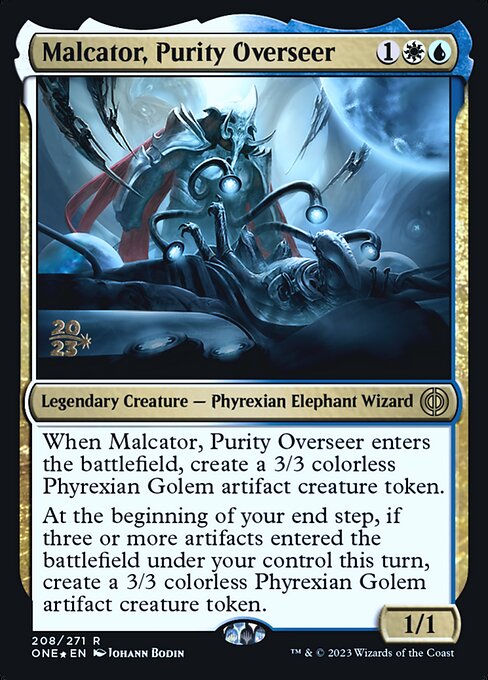 Malcator, Purity Overseer 1
20
23
Legendary Creature — Phyrexian Elephant Wizard
When Malcator, Purity Overseer enters
the battlefield, create a 3/3 colorless
Phyrexian Golem artifact creature token.
At the beginning of your end step, if
three or more artifacts entered the
battlefield under your control this turn,
create a 3/3 colorless Phyrexian Golem
artifact creature token.
1/1
208/271 R
ONE★EN Johann Bodin
™ & © 2023 Wizards of the Coast